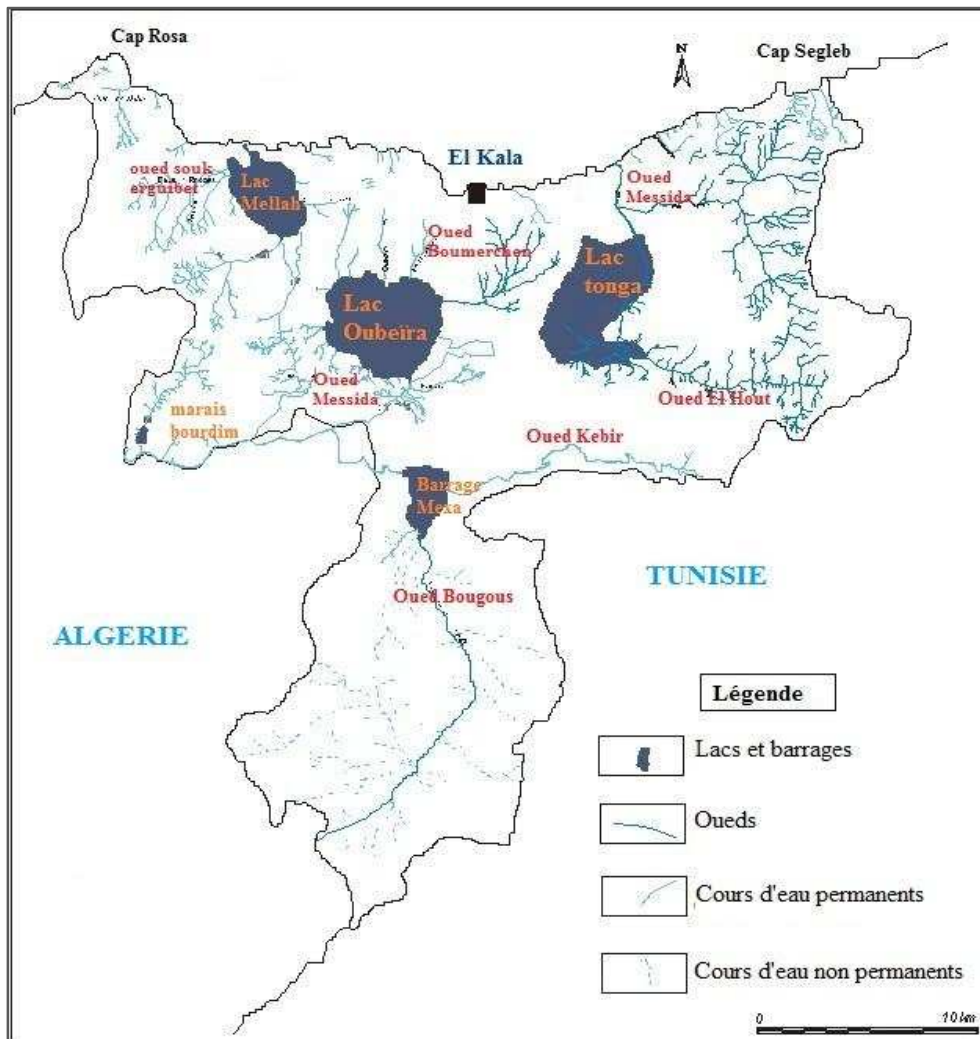 Cap Rosa
Cap Segleb
N
El Kala
oued souk
erguibet
Lac
Mellah
Oued
Messida
Oued
Boumerchen
Lac
tonga
Lac
Oubeïra
Oued
Messida
Oued El Hout
marais
bourdim
Oued Kebir
Barrage
Mexa
TUNISIE
Oued Bougous
ALGERIE
Légende
Lacs et barrages
Oueds
Cours d'eau permanents
Cours d'eau non permanents
0 10 km